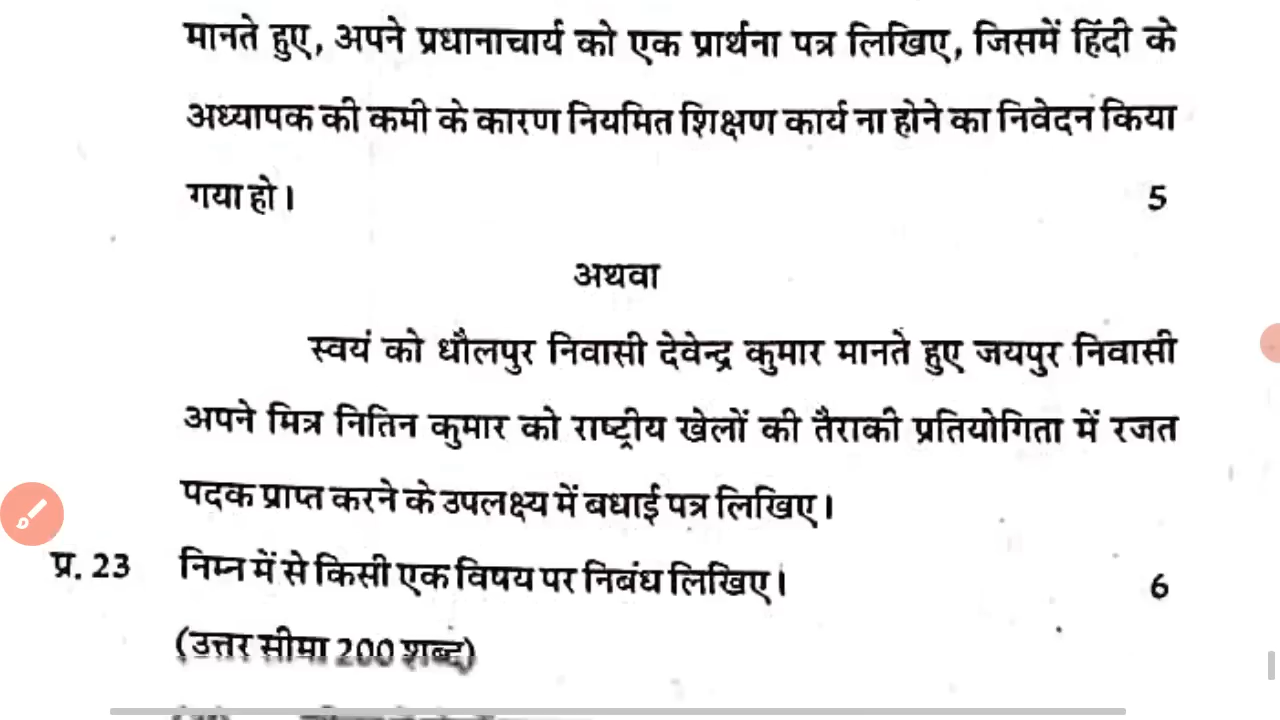 मानते हुए, अपने प्रधानाचार्य को एक प्रार्थना पत्र लिखिए, जिसमें हिंदी के
अध्यापक की कमी के कारण नियमित शिक्षण कार्य ना होने का निवेदन किया
गया हो। 5
अथवा
स्वयं को धौलपुर निवासी देवेन्द्र कुमार मानते हुए जयपुर निवासी
अपने मित्र नितिन कुमार को राष्ट्रीय खेलों की तैराकी प्रतियोगिता में रजत
पदक प्राप्त करने के उपलक्ष्य में बधाई पत्र लिखिए।
प्र. 23 निम्न में से किसी एक विषय पर निबंध लिखिए। 6
(उत्तर सीमा 200 शब्द)